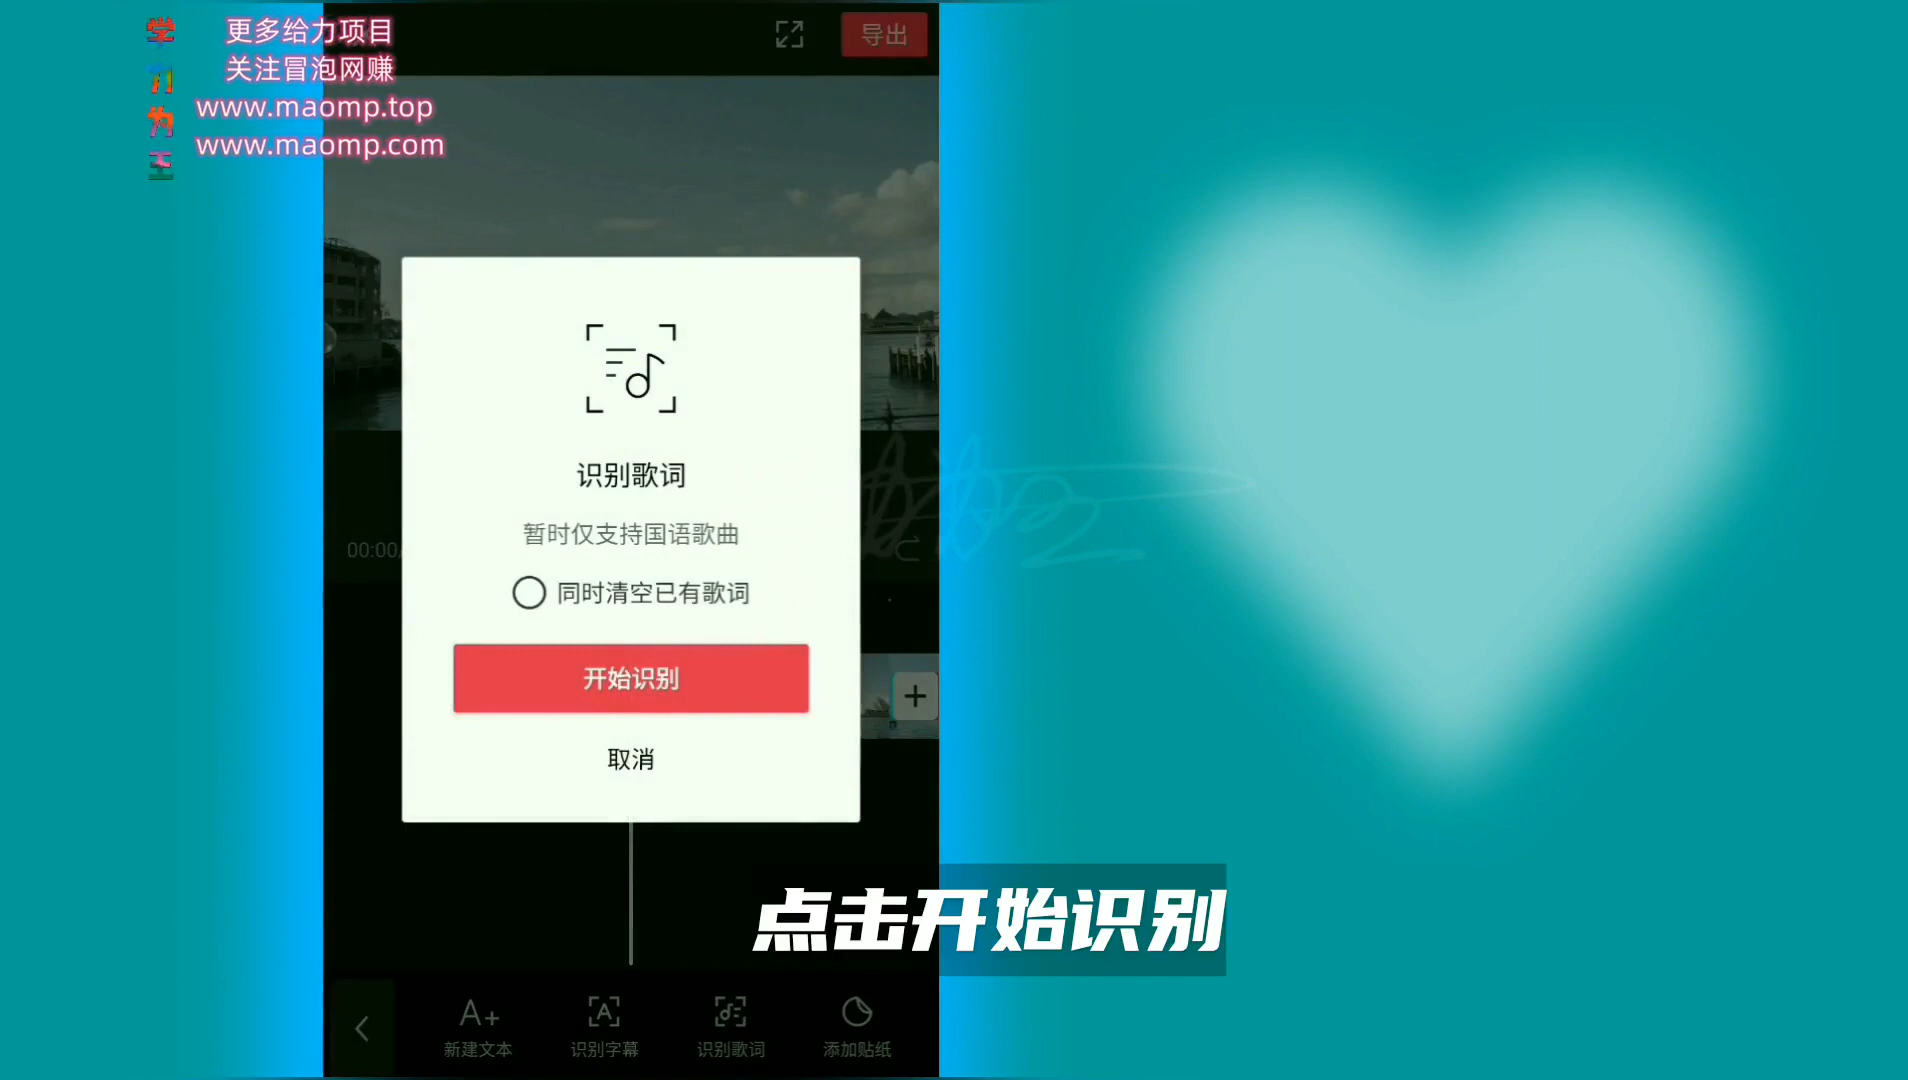 学习为王
更多给力项目
关注冒泡网赚
www.maomp.top
www.maomp.com
导出
识别歌词
暂时仅支持国语歌曲
00:00
同时清空已有歌词
开始识别
取消
点击开始识别
A+
新建文本
识别字幕
识别歌词
添加贴纸